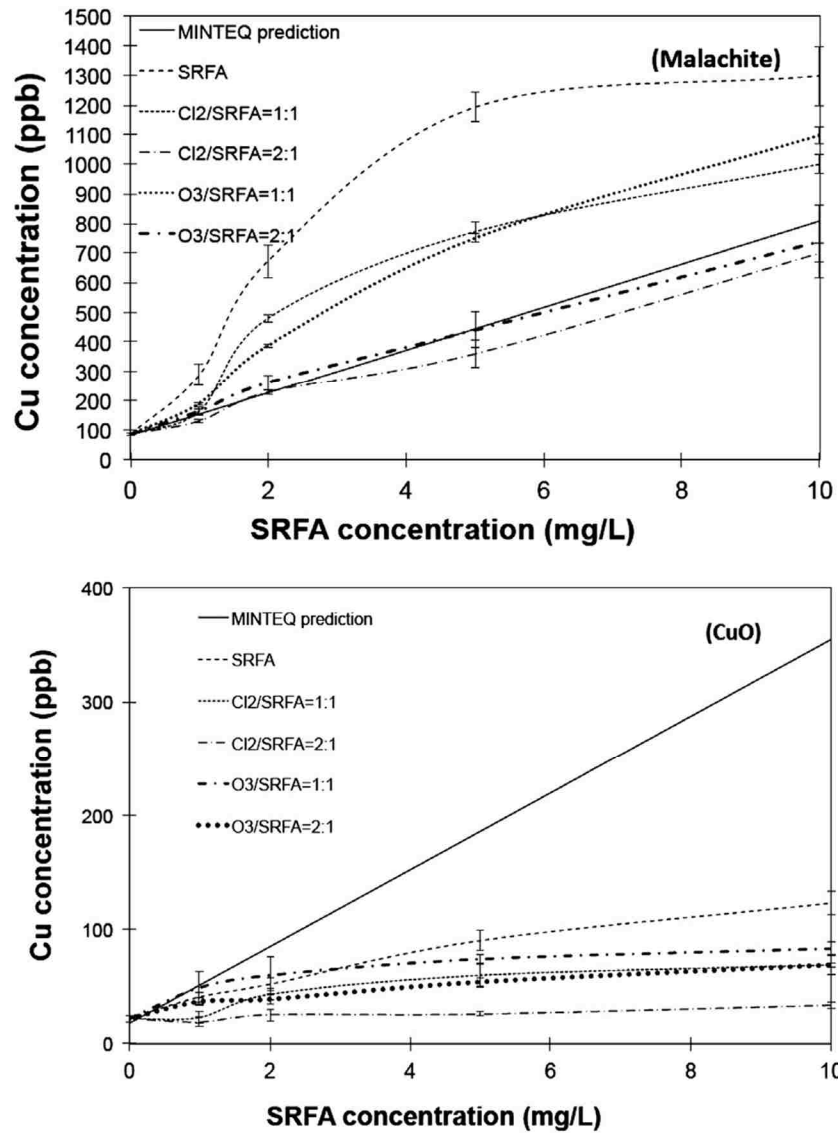 1500
1400
1300
1200
1100
1000
900
800
700
600
500
400
300
200
100
0
Cu concentration (ppb)
MINTEQ prediction
SRFA
Cl2/SRFA=1:1
Cl2/SRFA=2:1
O3/SRFA=1:1
O3/SRFA=2:1
(Malachite)
0 2 4 6 8 10
SRFA concentration (mg/L)
400
300
200
100
0
Cu concentration (ppb)
MINTEQ prediction
SRFA
Cl2/SRFA=1:1
Cl2/SRFA=2:1
O3/SRFA=1:1
O3/SRFA=2:1
(CuO)
0 2 4 6 8 10
SRFA concentration (mg/L)